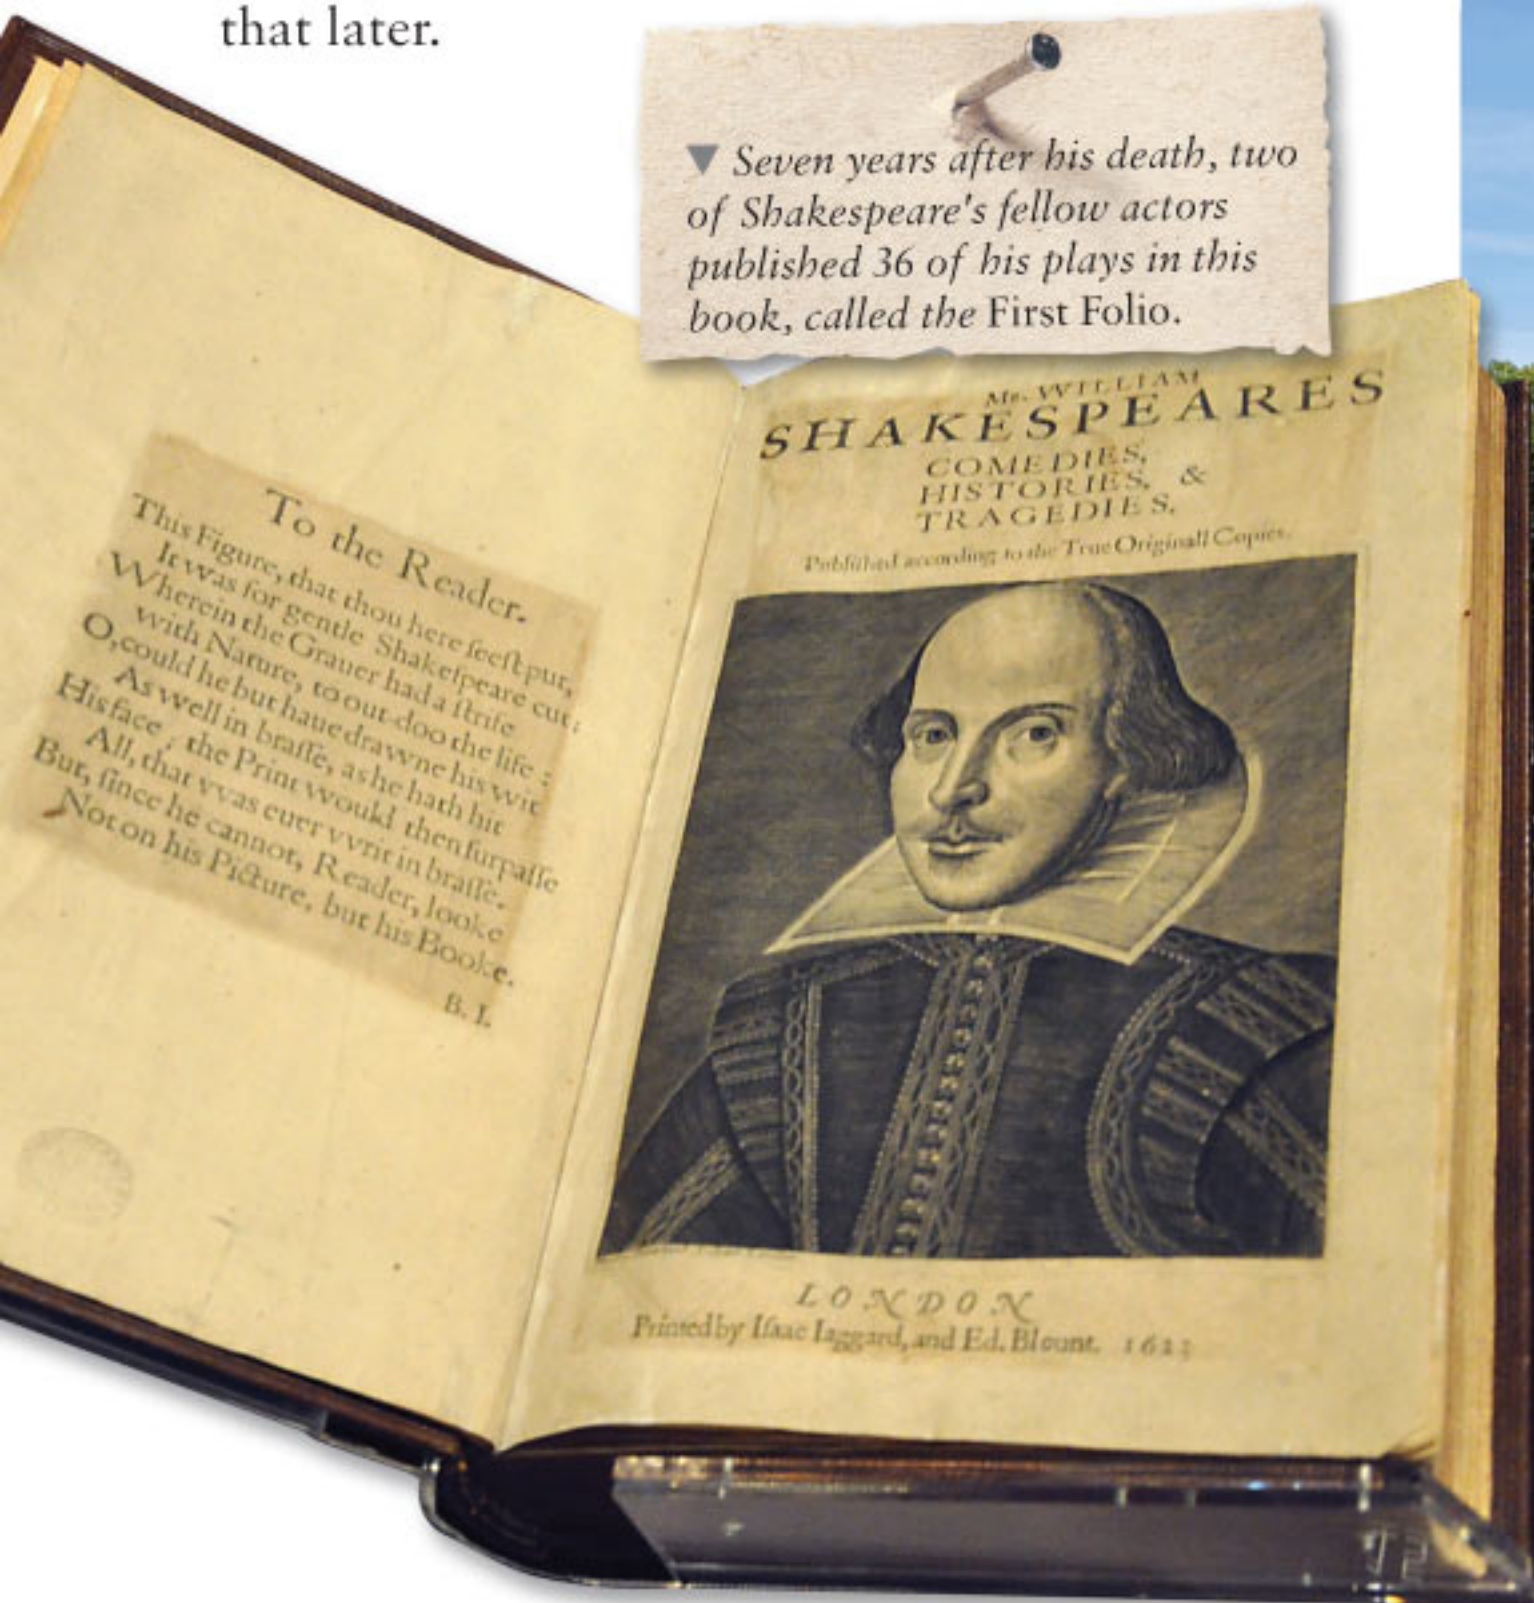 that later.
▼ Seven years after his death, two
of Shakespeare's fellow actors
published 36 of his plays in this
book, called the First Folio.
To the Reader.
This Figure, that thou here ſeeſt put,
It was for gentle Shakeſpeare cut;
Wherein the Grauer had a ſtrife
with Nature, to out-doo the life :
O, could he but haue dravvne his wit
As well in braſſe, as he hath hit
His face ; the Print would then ſurpaſſe
All, that vvas euer vvrit in braſſe.
But, ſince he cannot, Reader, looke
Not on his Picture, but his Booke.
B. I.
Mr. WILLIAM
SHAKESPEARES
COMEDIES,
HISTORIES, &
TRAGEDIES.
Publiſhed according to the True Originall Copies.
LONDON
Printed by Iſaac Iaggard, and Ed. Blount. 1623